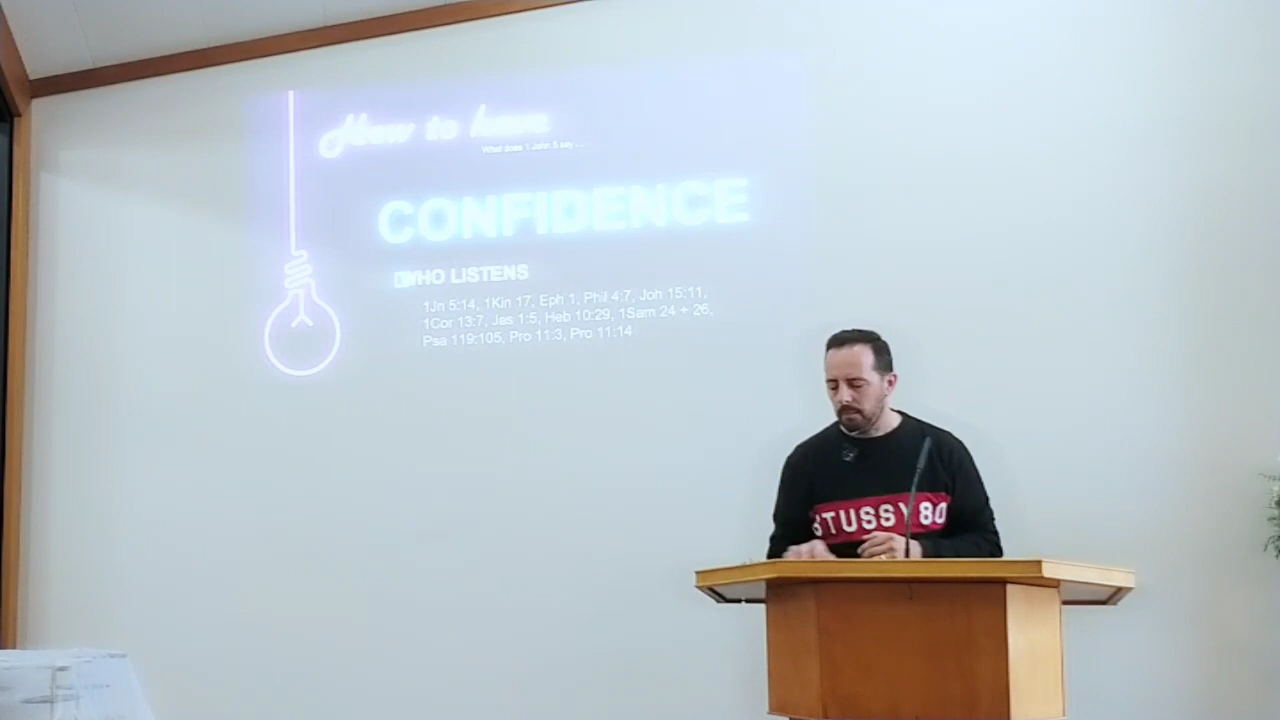 How to have
What does 1 John 5 say ...
CONFIDENCE
WHO LISTENS
1Jn 5:14, 1Kin 17, Eph 1, Phil 4:7, Joh 15:11,
1Cor 13:7, Jas 1:5, Heb 10:29, 1Sam 24 + 26,
Psa 119:105, Pro 11:3, Pro 11:14
STUSSY 80